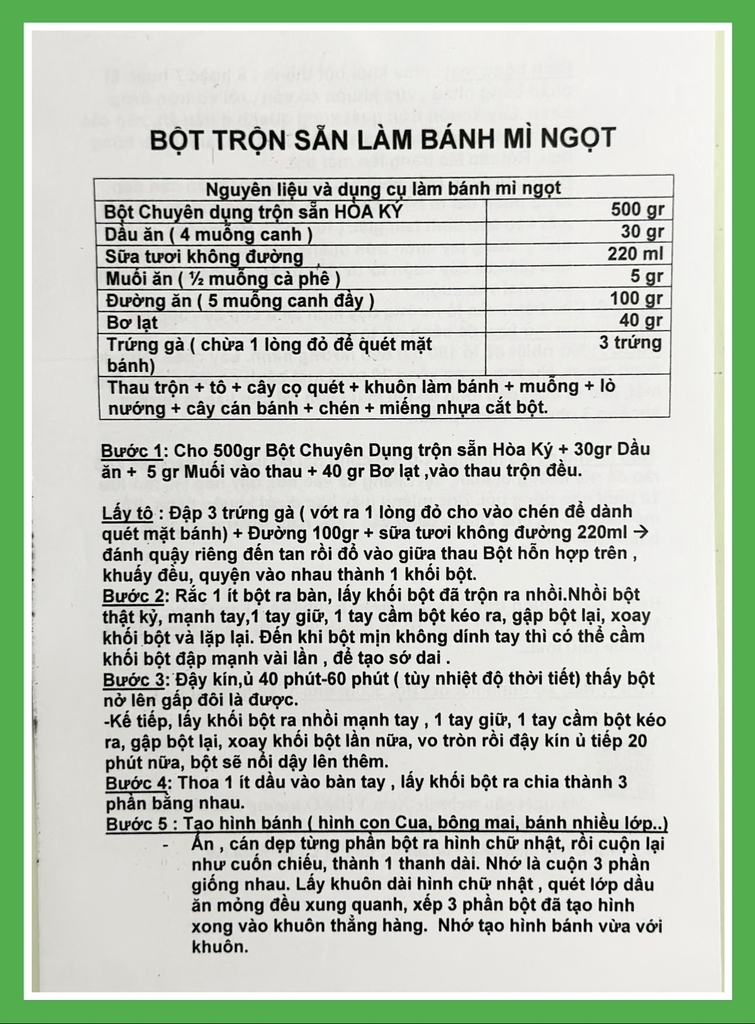 BỘT TRỘN SẴN LÀM BÁNH MÌ NGỌT
Nguyên liệu và dụng cụ làm bánh mì ngọt
Bột Chuyên dụng trộn sẵn HÒA KÝ 500 gr
Dầu ăn ( 4 muỗng canh ) 30 gr
Sữa tươi không đường 220 ml
Muối ăn ( ½ muỗng cà phê ) 5 gr
Đường ăn ( 5 muỗng canh đầy ) 100 gr
Bơ lạt 40 gr
Trứng gà ( chừa 1 lòng đỏ để quét mặt 3 trứng
bánh)
Thau trộn + tô + cây cọ quét + khuôn làm bánh + muỗng + lò
nướng + cây cán bánh + chén + miếng nhựa cắt bột.
Bước 1: Cho 500gr Bột Chuyên Dụng trộn sẵn Hòa Ký + 30gr Dầu
ăn + 5 gr Muối vào thau + 40 gr Bơ lạt ,vào thau trộn đều.
Lấy tô : Đập 3 trứng gà ( vớt ra 1 lòng đỏ cho vào chén để dành
quét mặt bánh) + Đường 100gr + sữa tươi không đường 220ml →
đánh quậy riêng đến tan rồi đổ vào giữa thau Bột hỗn hợp trên ,
khuấy đều, quyện vào nhau thành 1 khối bột.
Bước 2: Rắc 1 ít bột ra bàn, lấy khối bột đã trộn ra nhồi.Nhồi bột
thật kỷ, mạnh tay,1 tay giữ, 1 tay cầm bột kéo ra, gập bột lại, xoay
khối bột và lặp lại. Đến khi bột mịn không dính tay thì có thể cầm
khối bột đập mạnh vài lần , để tạo sớ dai .
Bước 3: Đậy kín,ủ 40 phút-60 phút ( tùy nhiệt độ thời tiết) thấy bột
nở lên gấp đôi là được.
-Kế tiếp, lấy khối bột ra nhồi mạnh tay , 1 tay giữ, 1 tay cầm bột kéo
ra, gập bột lại, xoay khối bột lần nữa, vo tròn rồi đậy kín ủ tiếp 20
phút nữa, bột sẽ nổi dậy lên thêm.
Bước 4: Thoa 1 ít dầu vào bàn tay , lấy khối bột ra chia thành 3
phần bằng nhau.
Bước 5 : Tạo hình bánh ( hình con Cua, bông mai, bánh nhiều lớp..)
- Ấn , cán dẹp từng phần bột ra hình chữ nhật, rồi cuộn lại
như cuốn chiếu, thành 1 thanh dài. Nhớ là cuộn 3 phần
giống nhau. Lấy khuôn dài hình chữ nhật , quét lớp dầu
ăn mỏng đều xung quanh, xếp 3 phần bột đã tạo hình
xong vào khuôn thẳng hàng. Nhớ tạo hình bánh vừa với
khuôn.